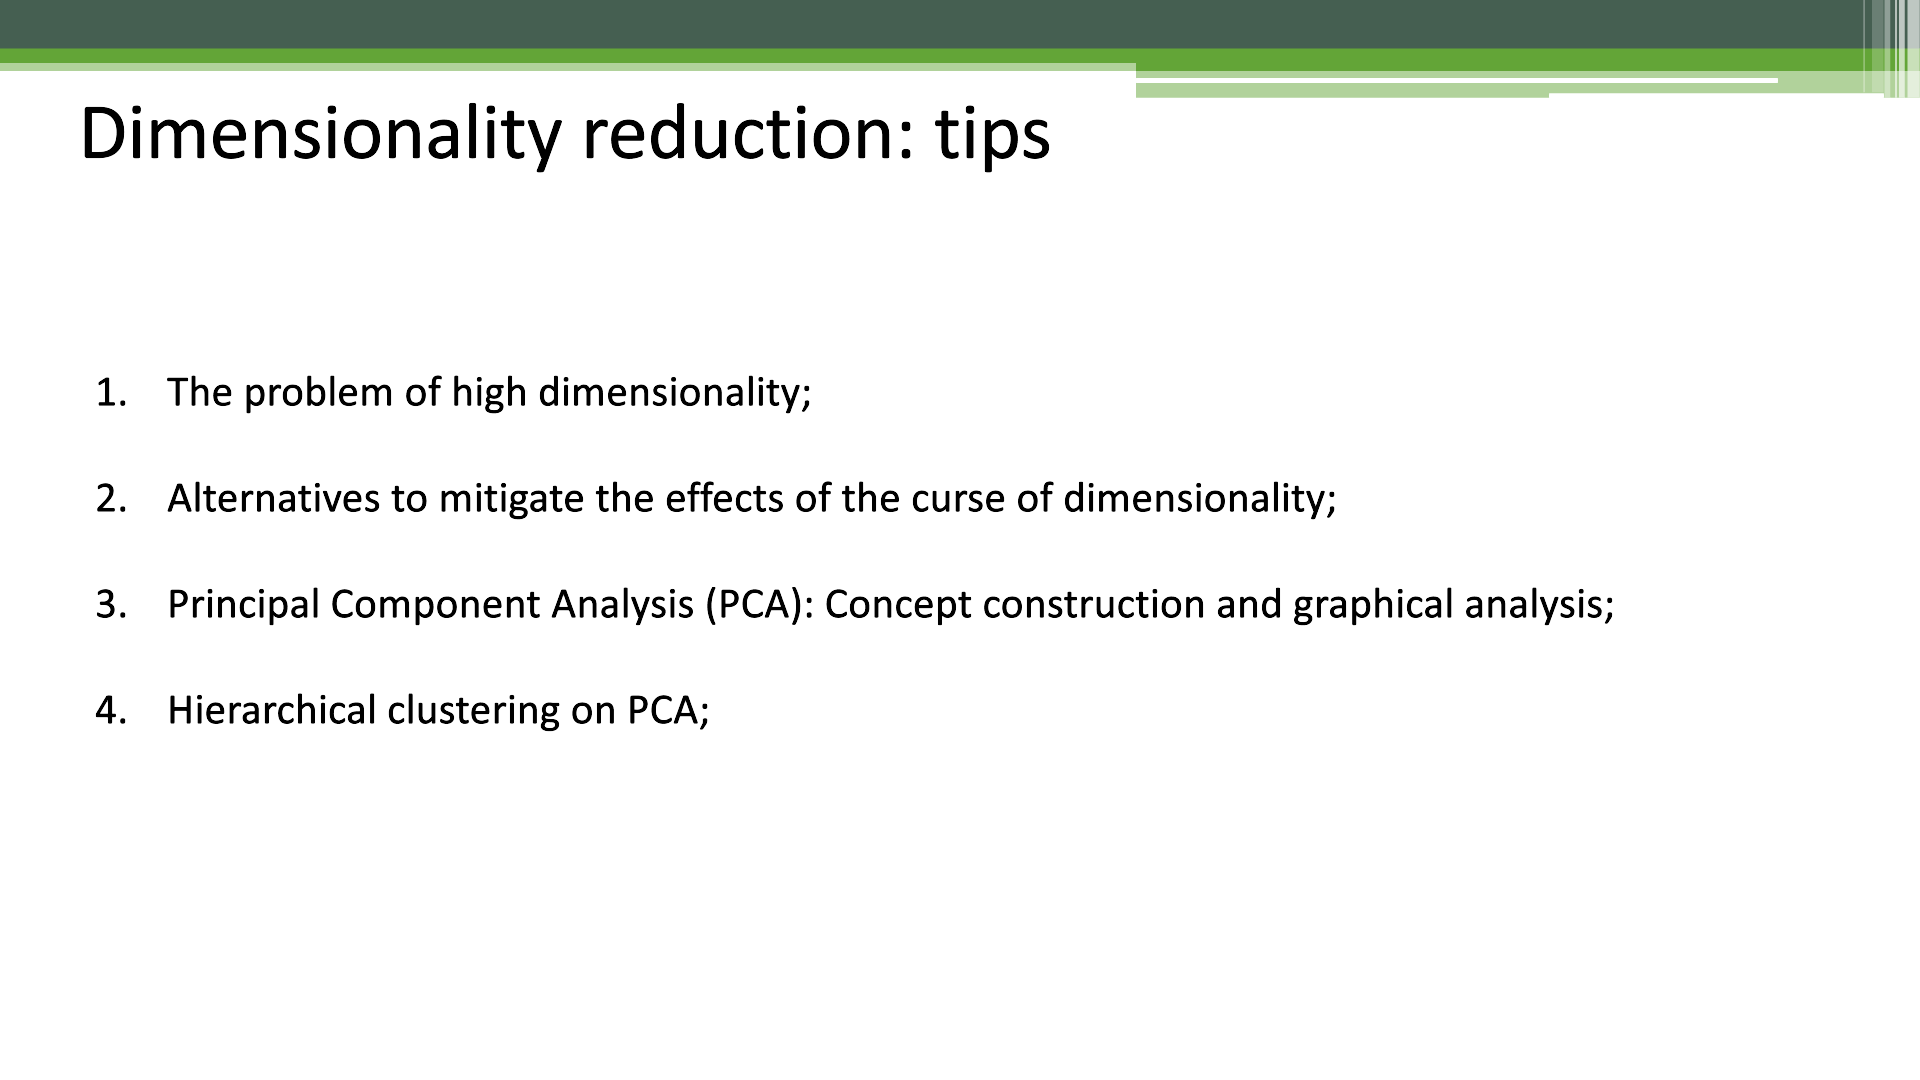 Dimensionality reduction: tips
1. The problem of high dimensionality;
2. Alternatives to mitigate the effects of the curse of dimensionality;
3. Principal Component Analysis (PCA): Concept construction and graphical analysis;
4. Hierarchical clustering on PCA;